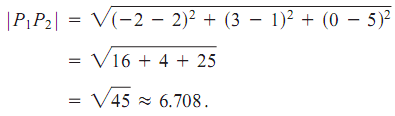 |P₁P₂| = √(−2 − 2)² + (3 − 1)² + (0 − 5)²
= √16 + 4 + 25
= √45 ≈ 6.708.